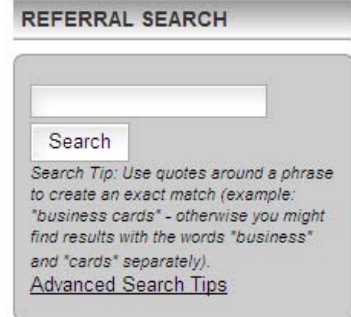 REFERRAL SEARCH
Search
Search Tip: Use quotes around a phrase
to create an exact match (example:
"business cards" - otherwise you might
find results with the words "business"
and "cards" separately).
Advanced Search Tips